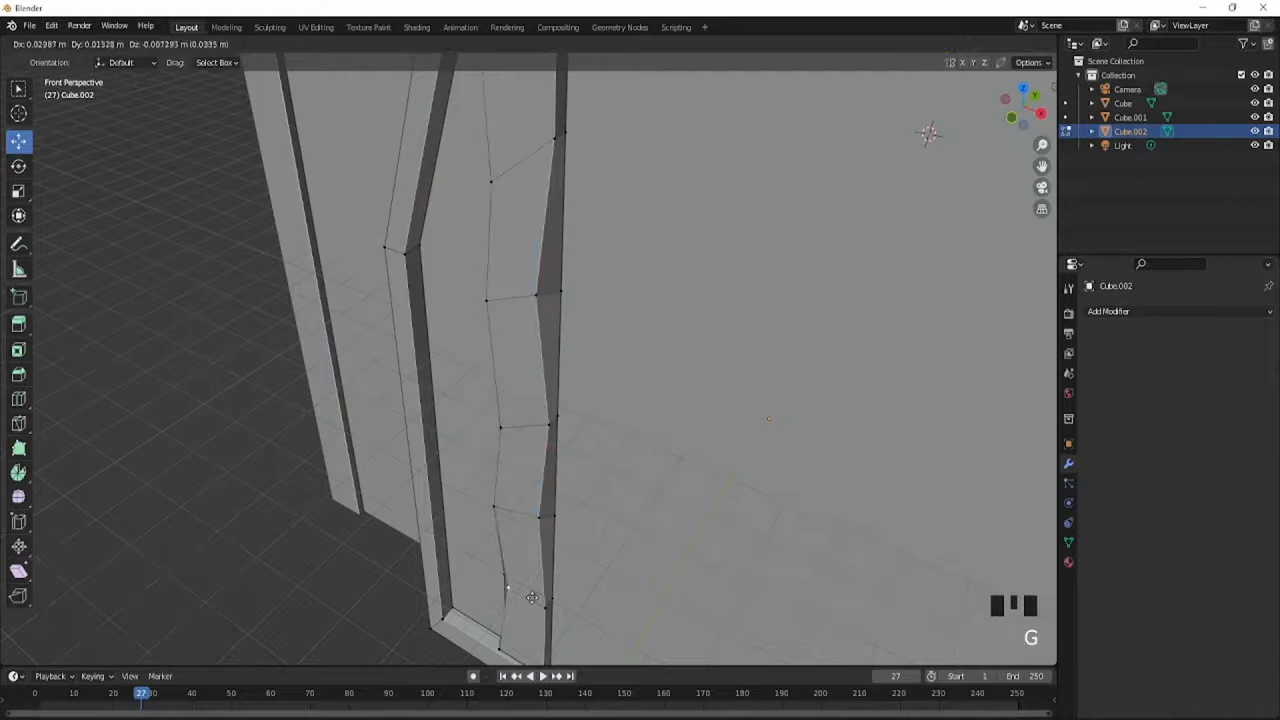 Blender
File Edit Render Window Help Layout Modeling Sculpting UV Editing Texture Paint Shading Animation Rendering Compositing Geometry Nodes Scripting + Scene ViewLayer
Dx: 0.02087 m Dy: 0.01328 m Dz: -0.007293 m (0.0335 m)
Orientation: Default Drag: Select Box X Y Z Options
Front Perspective
(27) Cube.002
Scene Collection
Collection
Camera
Cube
Cube.001
Cube.002
Light
Cube.002
Add Modifier
G
Playback Keying View Marker 27 Start 1 End 250
0 10 20 27 30 40 50 60 70 80 90 100 110 120 130 140 150 160 170 180 190 200 210 220 230 240 250